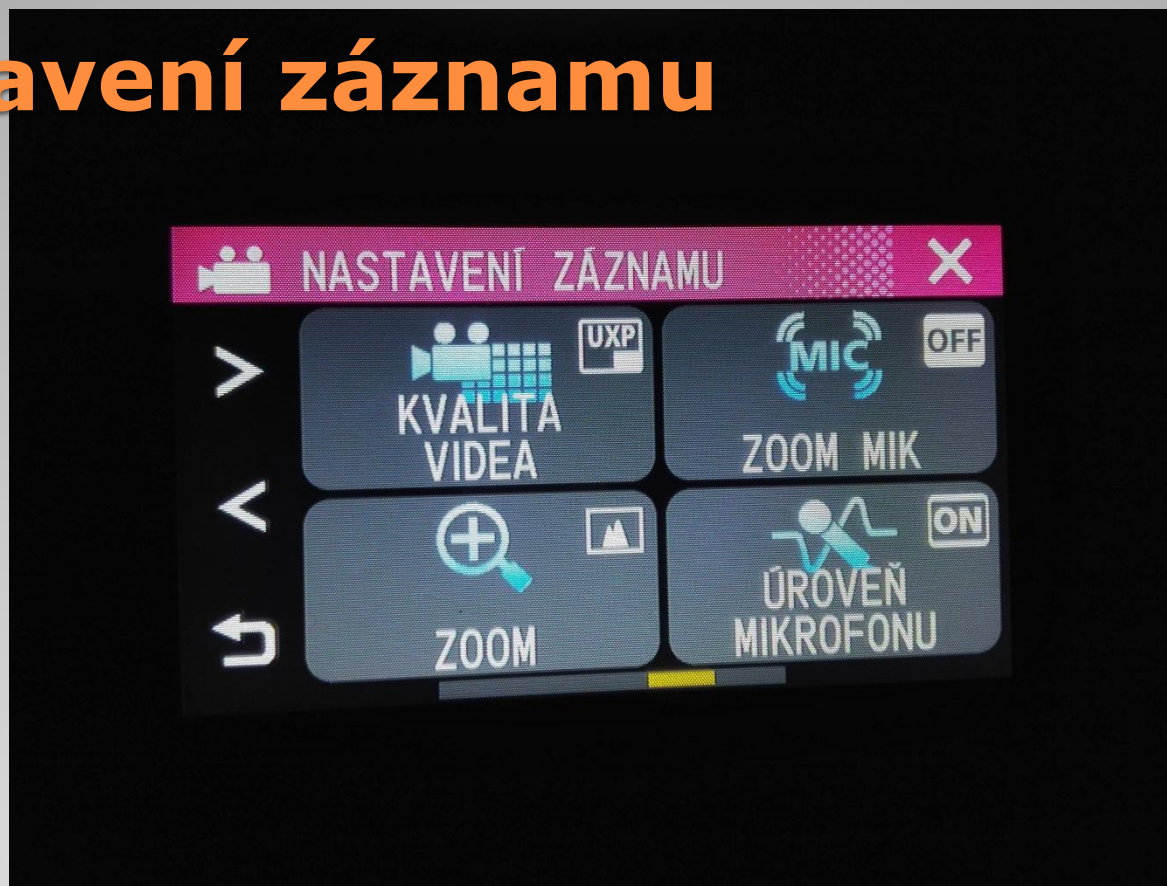 avení záznamu
NASTAVENÍ ZÁZNAMU
UXP
KVALITA
VIDEA
MIC
OFF
ZOOM MIK
ZOOM
ON
ÚROVEŇ
MIKROFONU